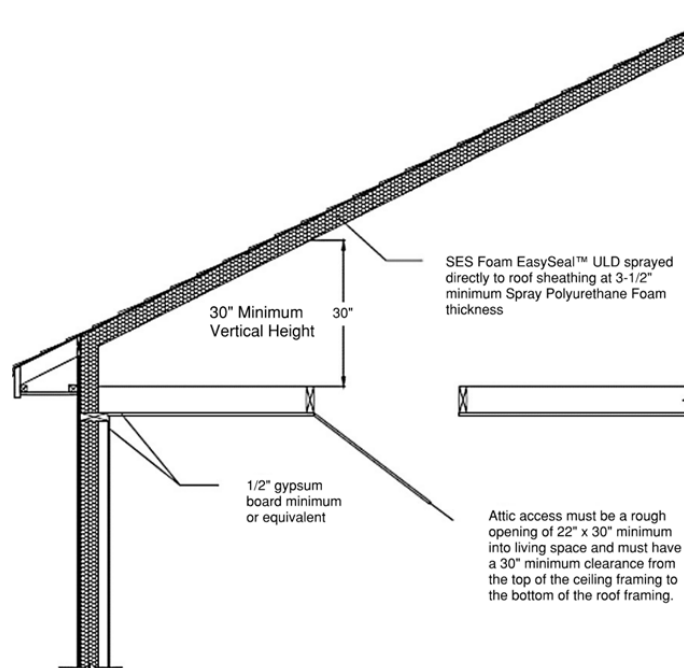 SES Foam EasySeal™ ULD sprayed
directly to roof sheathing at 3-1/2"
minimum Spray Polyurethane Foam
thickness
30" Minimum
Vertical Height
30"
1/2" gypsum
board minimum
or equivalent
Attic access must be a rough
opening of 22" x 30" minimum
into living space and must have
a 30" minimum clearance from
the top of the ceiling framing to
the bottom of the roof framing.